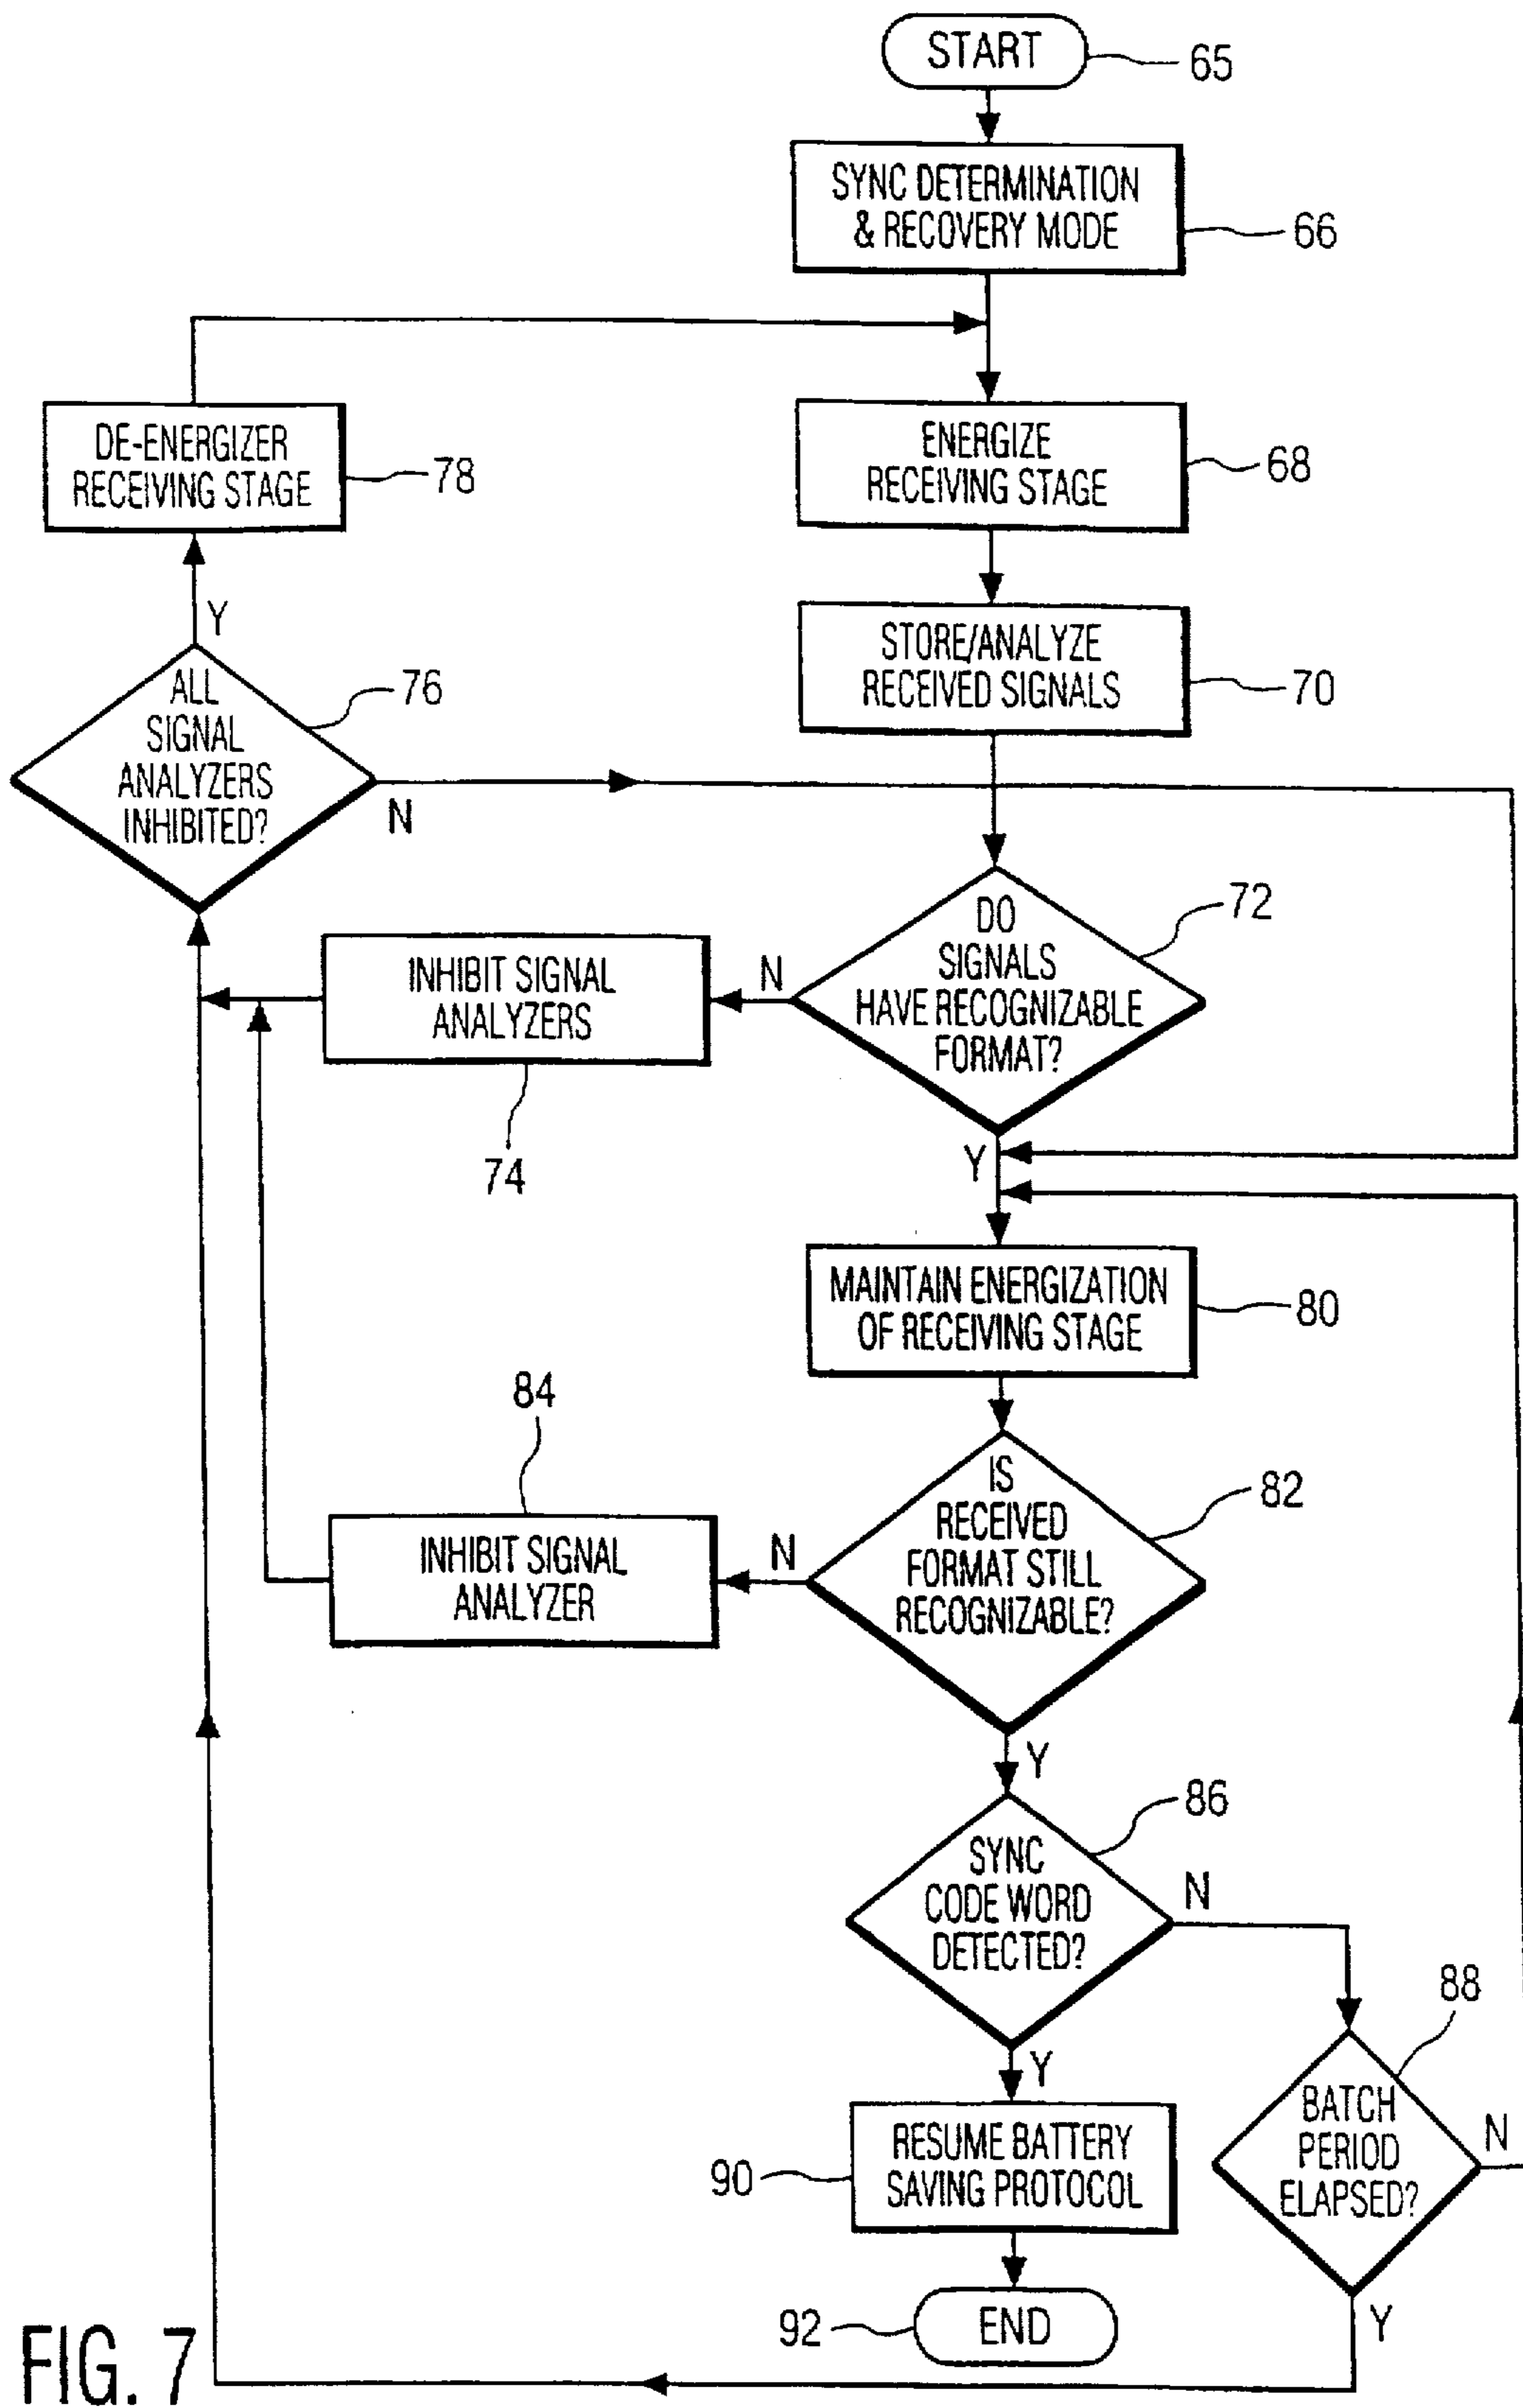 START
65
SYNC DETERMINATION
& RECOVERY MODE
66
DE-ENERGIZER
RECEIVING STAGE
78
ENERGIZE
RECEIVING STAGE
68
Y
STORE/ANALYZE
RECEIVED SIGNALS
70
ALL
SIGNAL
ANALYZERS
INHIBITED?
76
N
DO
SIGNALS
HAVE RECOGNIZABLE
FORMAT?
72
N
INHIBIT SIGNAL
ANALYZERS
74
Y
MAINTAIN ENERGIZATION
OF RECEIVING STAGE
80
IS
RECEIVED
FORMAT STILL
RECOGNIZABLE?
82
N
84
INHIBIT SIGNAL
ANALYZER
Y
SYNC
CODE WORD
DETECTED?
86
N
88
BATCH
PERIOD
ELAPSED?
N
Y
RESUME BATTERY
SAVING PROTOCOL
90
END
92
Y
FIG. 7